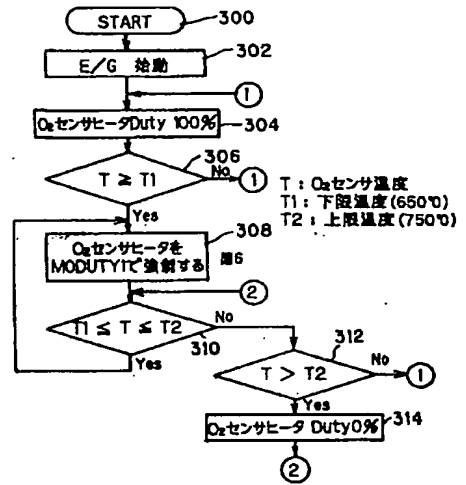 START
300
E/G 始動
302
①
O₂センサヒータDuty 100%
304
T ≧ T1
306
No
①
Yes
T : O₂センサ温度
T1 : 下限温度(650℃)
T2 : 上限温度(750℃)
O₂センサヒータを
MODUTY1で強制する
308
図6
②
T1 ≦ T ≦ T2
310
No
Yes
T > T2
312
No
①
Yes
O₂センサヒータ Duty0%
314
②